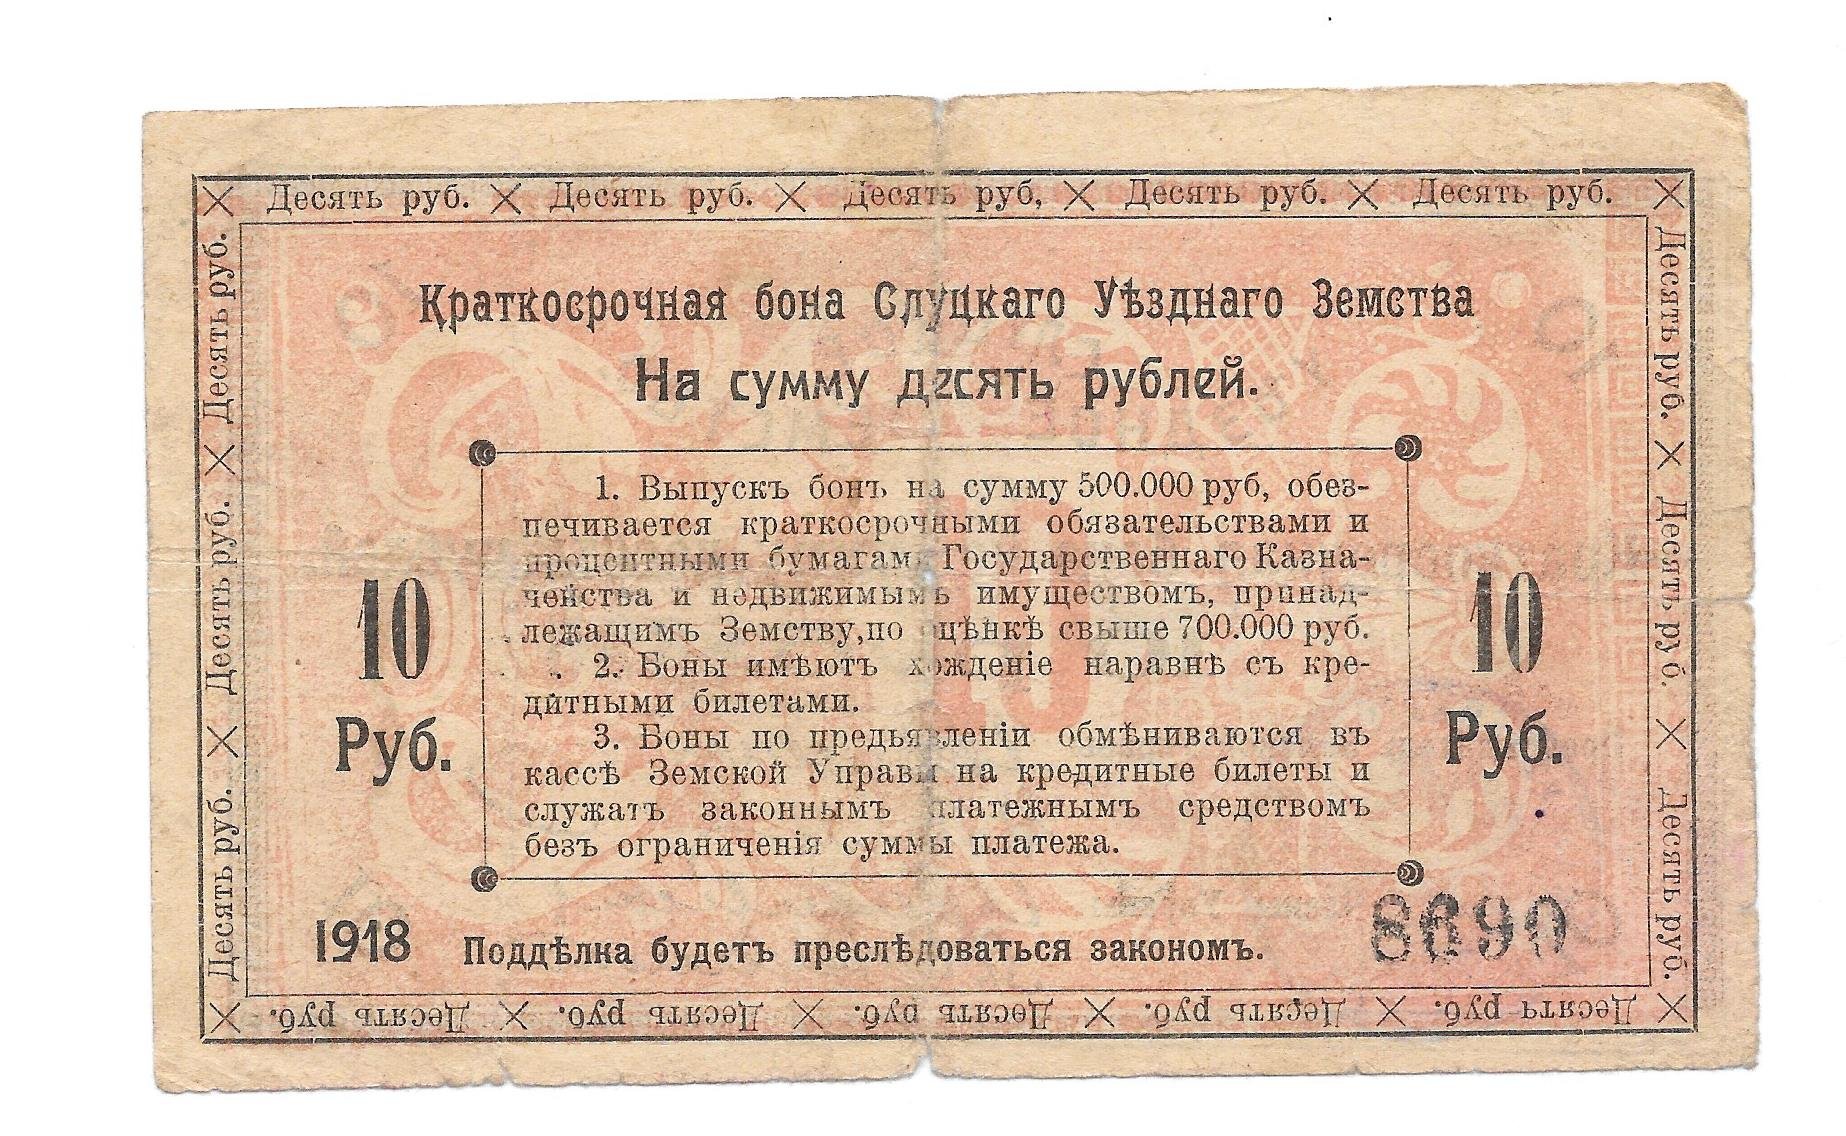 Десять руб. Десять руб. Десять руб, Десять руб. Десять руб.
Десять руб. Десять руб. Десять руб.
Краткосрочная бона Слуцкаго Уѣзднаго Земства
На сумму десять рублей.
1. Выпускъ бонъ на сумму 500.000 руб, обез-
печивается краткосрочными обязательствами и
процентными бумагами Государственнаго Казна-
чейства и недвижимымъ имуществомъ, принад-
лежащимъ Земству,по оцѣнкѣ свыше 700.000 руб.
2. Боны имѣютъ хожденіе наравнѣ съ кре-
дитными билетами.
3. Боны по предьявленіи обмѣниваются въ
кассѣ Земской Управы на кредитные билеты и
служатъ законнымъ платежнымъ средствомъ
безъ ограниченія суммы платежа.
10
Руб.
10
Руб.
1918 Поддѣлка будетъ преслѣдоваться закономъ.
8690
Десять руб. Десять руб. Десять руб.
Десять руб. Десять руб. Десять руб. Десять руб. Десять руб.